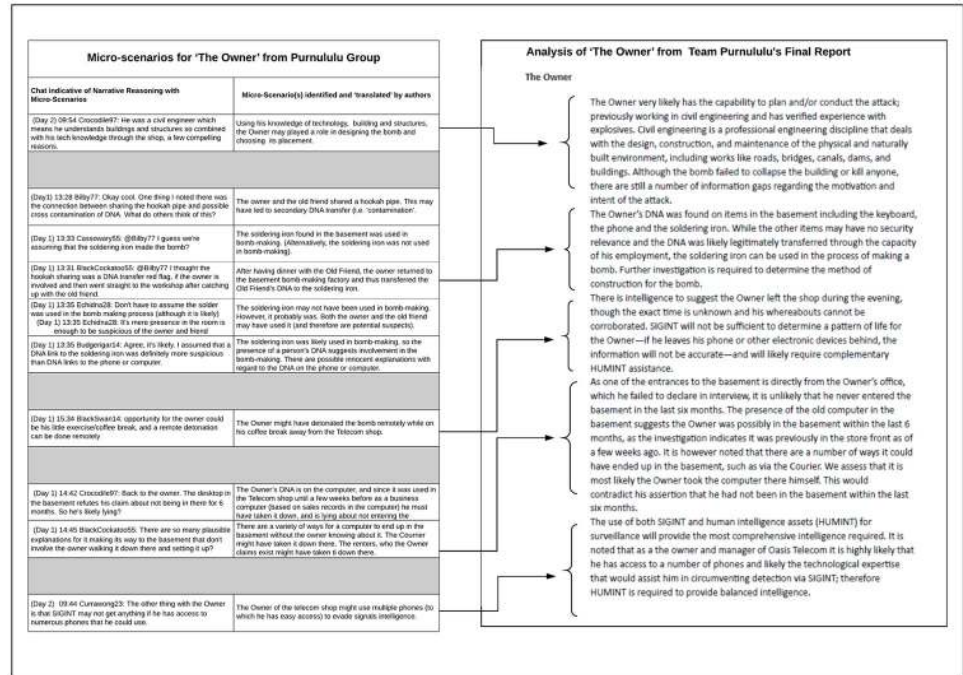 Micro-scenarios for 'The Owner' from Purnululu Group
Chat indicative of Narrative Reasoning with
Micro-Scenarios
Micro-Scenario(s) identified and 'translated' by authors
(Day 2) 09:54 Crocodile97: He was a civil engineer which
means he understands buildings and structures so combined
with his tech knowledge through the shop, a few compelling
reasons.
Using his knowledge of technology, building and structures,
the Owner may played a role in designing the bomb and
choosing its placement.
(Day1) 13:28 Bilby77: Okay cool. One thing I noted there was
the connection between sharing the hookah pipe and possible
cross contamination of DNA. What do others think of this?
The owner and the old friend shared a hookah pipe. This may
have led to secondary DNA transfer (i.e. 'contamination'.
(Day 1) 13:33 Cassowary55: @Bilby77 I guess we're
assuming that the soldering iron made the bomb?
The soldering iron found in the basement was used in
bomb-making. (Alternatively, the soldering iron was not used
in bomb-making).
(Day 1) 13:31 BlackCockatoo55: @Bilby77 I thought the
hookah sharing was a DNA transfer red flag, if the owner is
involved and then went straight to the workshop after catching
up with the old friend.
After having dinner with the Old Friend, the owner returned to
the basement bomb-making factory and thus transferred the
Old Friend's DNA to the soldering iron.
(Day 1) 13:35 Echidna28: Don't have to assume the solder
was used in the bomb making process (although it is likely)
(Day 1) 13:35 Echidna28: It's mere presence in the room is
enough to be suspicious of the owner and friend
The soldering iron may not have been used in bomb-making.
However, it probably was. Both the owner and the old friend
may have used it (and therefore are potential suspects).
(Day 1) 13:35 Budgerigar14: Agree, it's likely. I assumed that a
DNA link to the soldering iron was definitely more suspicious
than DNA links to the phone or computer.
The soldering iron was likely used in bomb-making, so
the presence of a person's DNA suggests involvement in the
bomb-making. There are possible innocent explanations with
regard to the DNA on the phone or computer.
(Day 1) 15:34 BlackSwan14: opportunity for the owner could
be his little exercise/coffee break, and a remote detonation
can be done remotely
The Owner might have detonated the bomb remotely while on
his coffee break away from the Telecom shop.
(Day 1) 14:42 Crocodile97: Back to the owner. The desktop in
the basement refutes his claim about not being in there for 6
months. So he's likely lying?
The Owner's DNA is on the computer, and since it was used in
the Telecom shop until a few weeks before as a business
computer (based on sales records in the computer) he must
have taken it down, and is lying about not entering the
(Day 1) 14:45 BlackCockatoo55: There are so many plausible
explanations for it making its way to the basement that don't
involve the owner walking it down there and setting it up?
There are a variety of ways for a computer to end up in the
basement without the owner knowing about it. The Courrier
might have taken it down there. The renters, who the Owner
claims exist might have taken ti down there.
(Day 2) 09:44 Currawong23: The other thing with the Owner
is that SIGINT may not get anything if he has access to
numerous phones that he could use.
The Owner of the telecom shop might use multiple phones (to
which he has easy access) to evade signals intelligence.
Analysis of 'The Owner' from Team Purnululu's Final Report
The Owner
The Owner very likely has the capability to plan and/or conduct the attack;
previously working in civil engineering and has verified experience with
explosives. Civil engineering is a professional engineering discipline that deals
with the design, construction, and maintenance of the physical and naturally
built environment, including works like roads, bridges, canals, dams, and
buildings. Although the bomb failed to collapse the building or kill anyone,
there are still a number of information gaps regarding the motivation and
intent of the attack.
The Owner's DNA was found on items in the basement including the keyboard,
the phone and the soldering iron. While the other items may have no security
relevance and the DNA was likely legitimately transferred through the capacity
of his employment, the soldering iron can be used in the process of making a
bomb. Further investigation is required to determine the method of
construction for the bomb.
There is intelligence to suggest the Owner left the shop during the evening,
though the exact time is unknown and his whereabouts cannot be
corroborated. SIGINT will not be sufficient to determine a pattern of life for
the Owner—if he leaves his phone or other electronic devices behind, the
information will not be accurate—and will likely require complementary
HUMINT assistance.
As one of the entrances to the basement is directly from the Owner's office,
which he failed to declare in interview, it is unlikely that he never entered the
basement in the last six months. The presence of the old computer in the
basement suggests the Owner was possibly in the basement within the last 6
months, as the investigation indicates it was previously in the store front as of
a few weeks ago. It is however noted that there are a number of ways it could
have ended up in the basement, such as via the Courier. We assess that it is
most likely the Owner took the computer there himself. This would
contradict his assertion that he had not been in the basement within the last
six months.
The use of both SIGINT and human intelligence assets (HUMINT) for
surveillance will provide the most comprehensive intelligence required. It is
noted that as a the owner and manager of Oasis Telecom it is highly likely that
he has access to a number of phones and likely the technological expertise
that would assist him in circumventing detection via SIGINT; therefore
HUMINT is required to provide balanced intelligence.